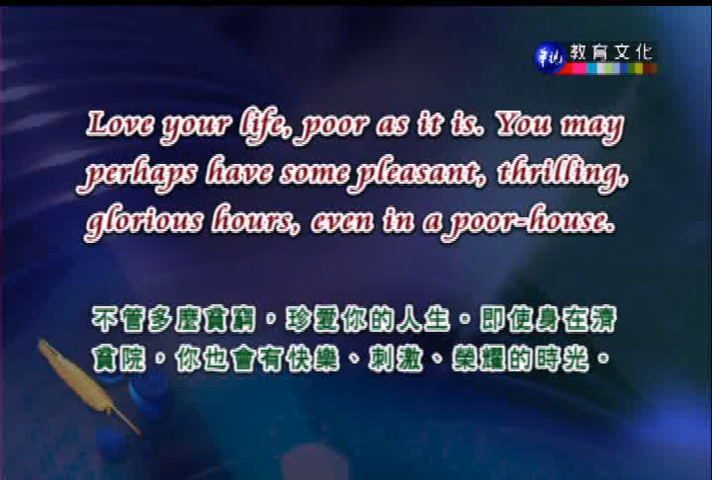 華視 教育文化
Love your life, poor as it is. You may
perhaps have some pleasant, thrilling,
glorious hours, even in a poor-house.
不管多麼貧窮，珍愛你的人生。即使身在濟
貧院，你也會有快樂、刺激、榮耀的時光。